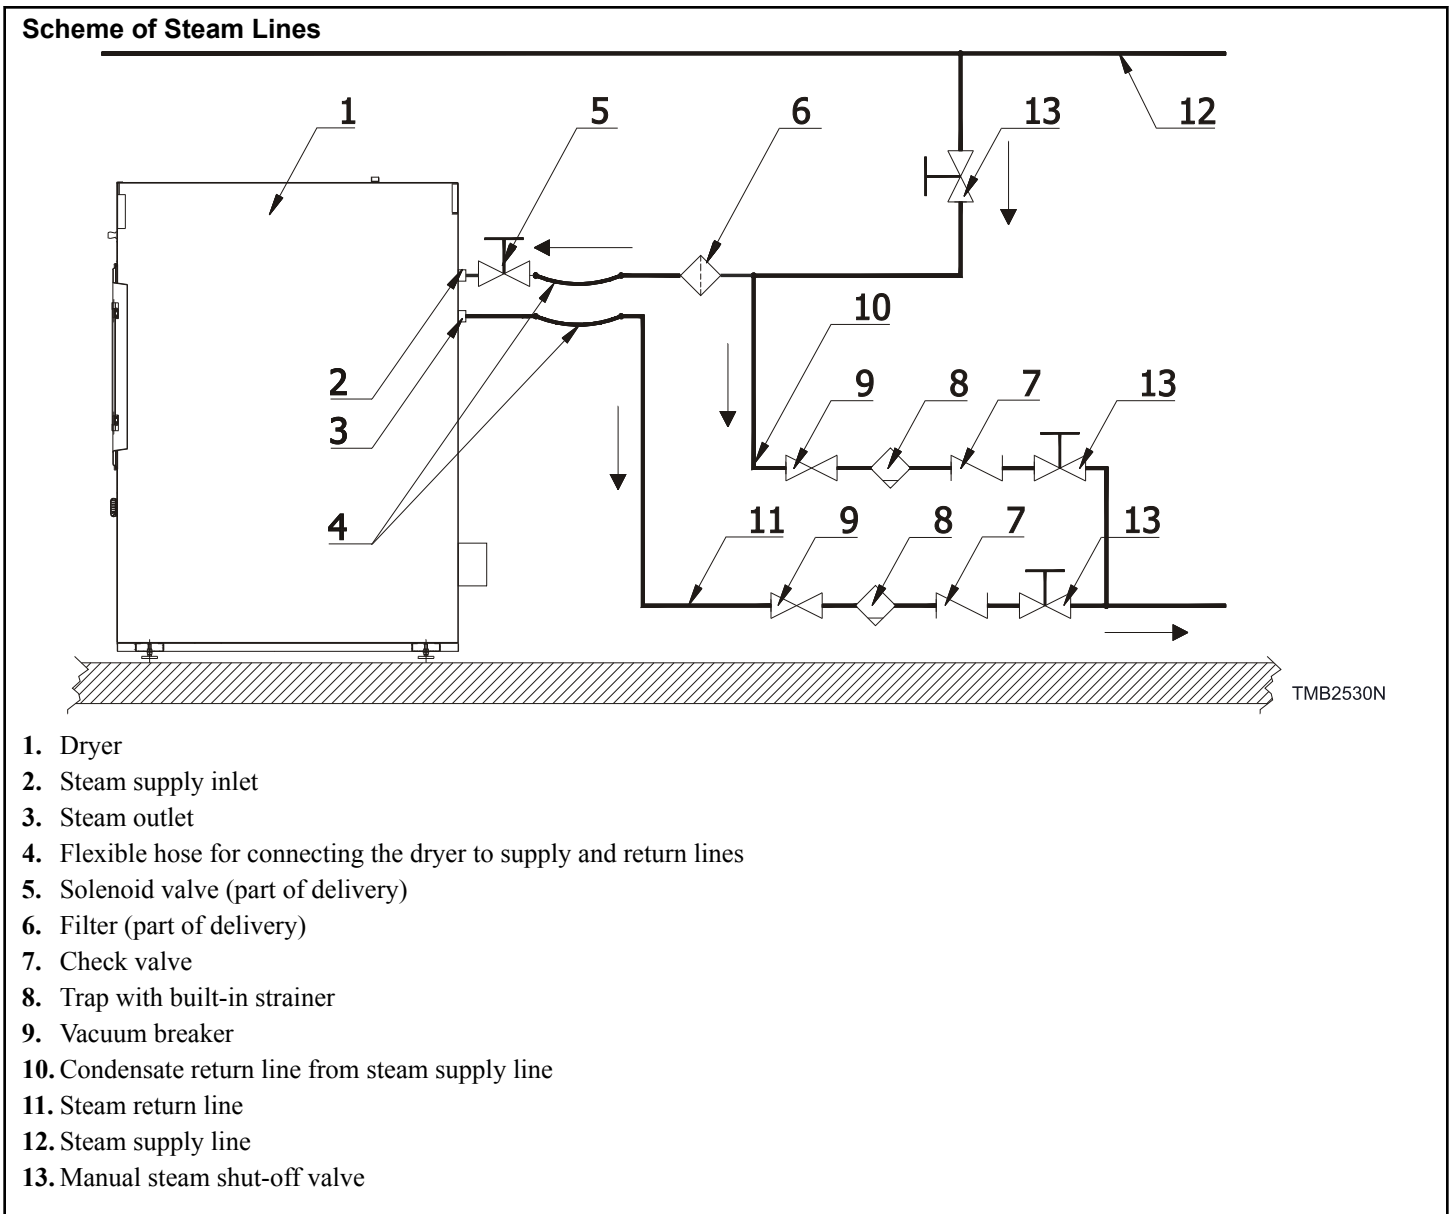 Scheme of Steam Lines
1 5 6 13 12
10
2 9 8 7 13
3
4 11 9 8 7 13
TMB2530N
1. Dryer
2. Steam supply inlet
3. Steam outlet
4. Flexible hose for connecting the dryer to supply and return lines
5. Solenoid valve (part of delivery)
6. Filter (part of delivery)
7. Check valve
8. Trap with built-in strainer
9. Vacuum breaker
10. Condensate return line from steam supply line
11. Steam return line
12. Steam supply line
13. Manual steam shut-off valve